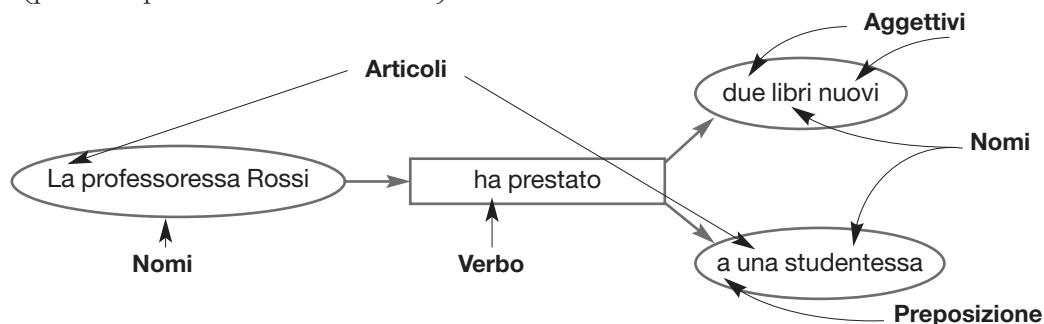 Aggettivi
Articoli
due libri nuovi
Nomi
La professoressa Rossi
ha prestato
Nomi
Verbo
a una studentessa
Preposizione